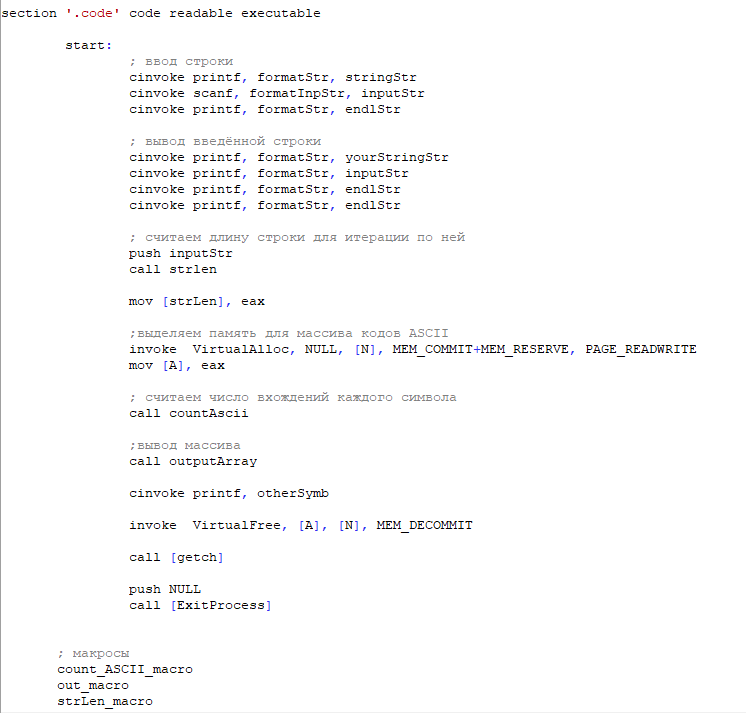 section '.code' code readable executable
start:
; ввод строки
cinvoke printf, formatStr, stringStr
cinvoke scanf, formatInpStr, inputStr
cinvoke printf, formatStr, endlStr
; вывод введённой строки
cinvoke printf, formatStr, yourStringStr
cinvoke printf, formatStr, inputStr
cinvoke printf, formatStr, endlStr
cinvoke printf, formatStr, endlStr
; считаем длину строки для итерации по ней
push inputStr
call strlen
mov [strLen], eax
;выделяем память для массива кодов ASCII
invoke  VirtualAlloc, NULL, [N], MEM_COMMIT+MEM_RESERVE, PAGE_READWRITE
mov [A], eax
; считаем число вхождений каждого символа
call countAscii
;вывод массива
call outputArray
cinvoke printf, otherSymb
invoke  VirtualFree, [A], [N], MEM_DECOMMIT
call [getch]
push NULL
call [ExitProcess]
; макросы
count_ASCII_macro
out_macro
strLen_macro